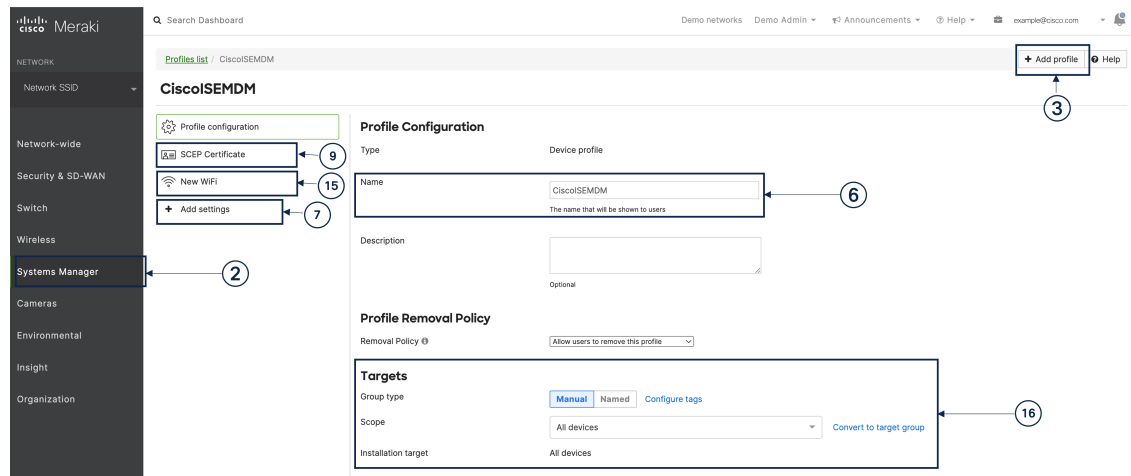 cisco Meraki
Search Dashboard
Demo networks Demo Admin Announcements Help example@cisco.com
NETWORK
Network SSID
Network-wide
Security & SD-WAN
Switch
Wireless
Systems Manager
2
Cameras
Environmental
Insight
Organization
Profiles list / CiscoISEMDM
+ Add profile Help
3
CiscoISEMDM
Profile configuration
SCEP Certificate
9
New WiFi
15
+ Add settings
7
Profile Configuration
Type Device profile
Name CiscoISEMDM
The name that will be shown to users
6
Description
Optional
Profile Removal Policy
Removal Policy Allow users to remove this profile
Targets
Group type Manual Named Configure tags
Scope All devices Convert to target group
16
Installation target All devices